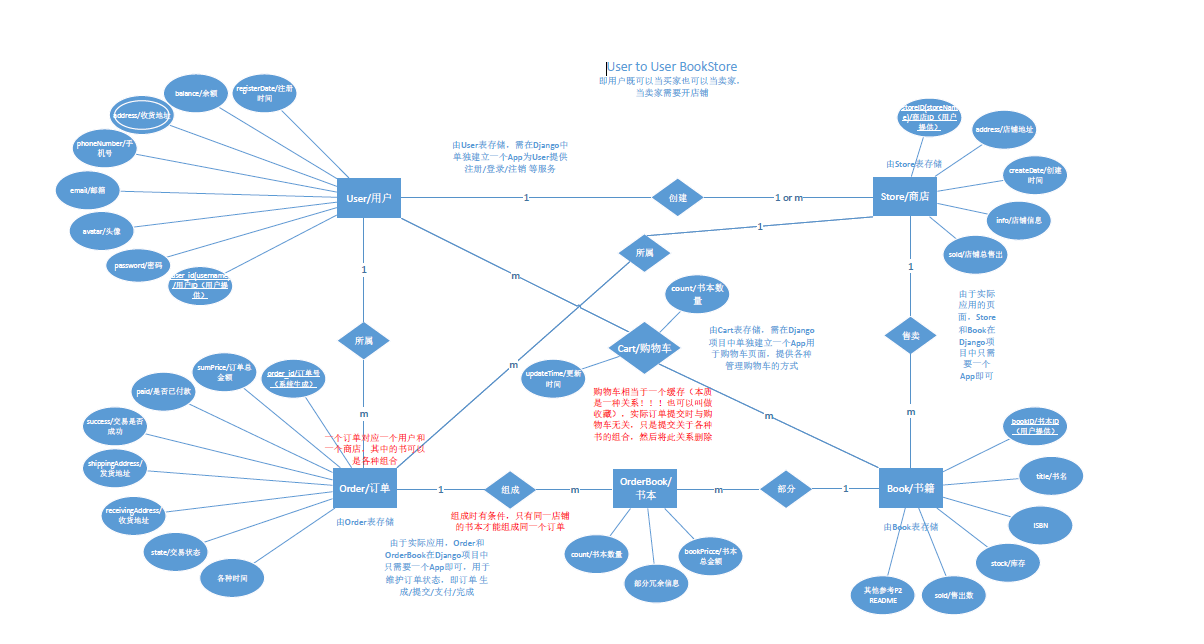 User to User BookStore
即用户既可以当买家也可以当卖家，
当卖家需要开店铺
balance/余额
registerDate/注册
时间
address/收货地址
phoneNumber/手
机号
email/邮箱
avatar/头像
password/密码
user_id(username)
/用户ID（用户提
供）
User/用户
由User表存储，需在Django中
单独建立一个App为User提供
注册/登录/注销 等服务
1
创建
1 or m
storeID(storeNam
e)/商店ID（用户
提供）
address/店铺地址
由Store表存储
createDate/创建
时间
Store/商店
info/店铺信息
sold/店铺总售出
1
所属
m
1
所属
m
m
count/书本数
量
Cart/购物车
updateTime/更新
时间
由Cart表存储，需在Django
项目中单独建立一个App用
于购物车页面，提供各种
管理购物车的方式
购物车相当于一个缓存（本质
是一种关系！！！也可以叫做
收藏），实际订单提交时与购
物车无关，只是提交关于各种
书的组合，然后将此关系删除
m
1
售卖
m
由于实际
应用的页
面，Store
和Book在
Django项
目中只需
要一个
App即可
sumPrice/订单总
金额
order_id/订单号
（系统生成）
paid/是否已付款
success/交易是否
成功
shippingAddress/
发货地址
receivingAddress/
收货地址
state/交易状态
各种时间
一个订单对应一个用户和
一个商店，其中的书可以
是各种组合
Order/订单
由Order表存储
1
组成
m
组成时有条件，只有同一店铺
的书本才能组成同一个订单
由于实际应用，Order和
OrderBook在Django项目中
只需要一个App即可，用于
维护订单状态，即订单 生
成/提交/支付/完成
OrderBook/
书本
count/书本数量
部分冗余信息
bookPricce/书本
总金额
m
部分
1
Book/书籍
由Book表存储
bookID/书本ID
（用户提供）
title/书名
ISBN
stock/库存
sold/售出数
其他参考P2
README